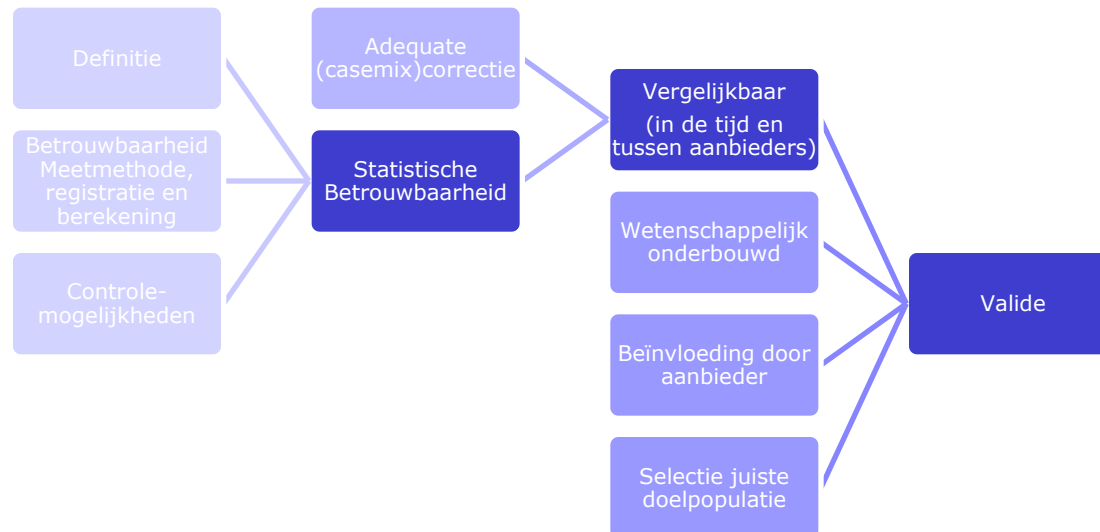 Definitie
Betrouwbaarheid
Meetmethode,
registratie en
berekening
Controle-
mogelijkheden
Adequate
(casemix)correctie
Statistische
Betrouwbaarheid
Vergelijkbaar
(in de tijd en
tussen aanbieders)
Wetenschappelijk
onderbouwd
Beïnvloeding door
aanbieder
Selectie juiste
doelpopulatie
Valide